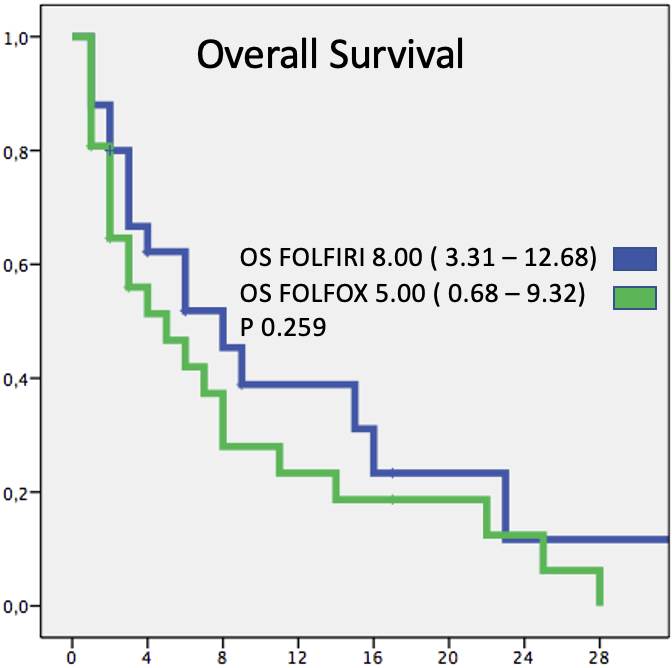 Overall Survival
1,0
0,8
0,6
0,4
0,2
0,0
OS FOLFIRI 8.00 ( 3.31 – 12.68)
OS FOLFOX 5.00 ( 0.68 – 9.32)
P 0.259
0 4 8 12 16 20 24 28